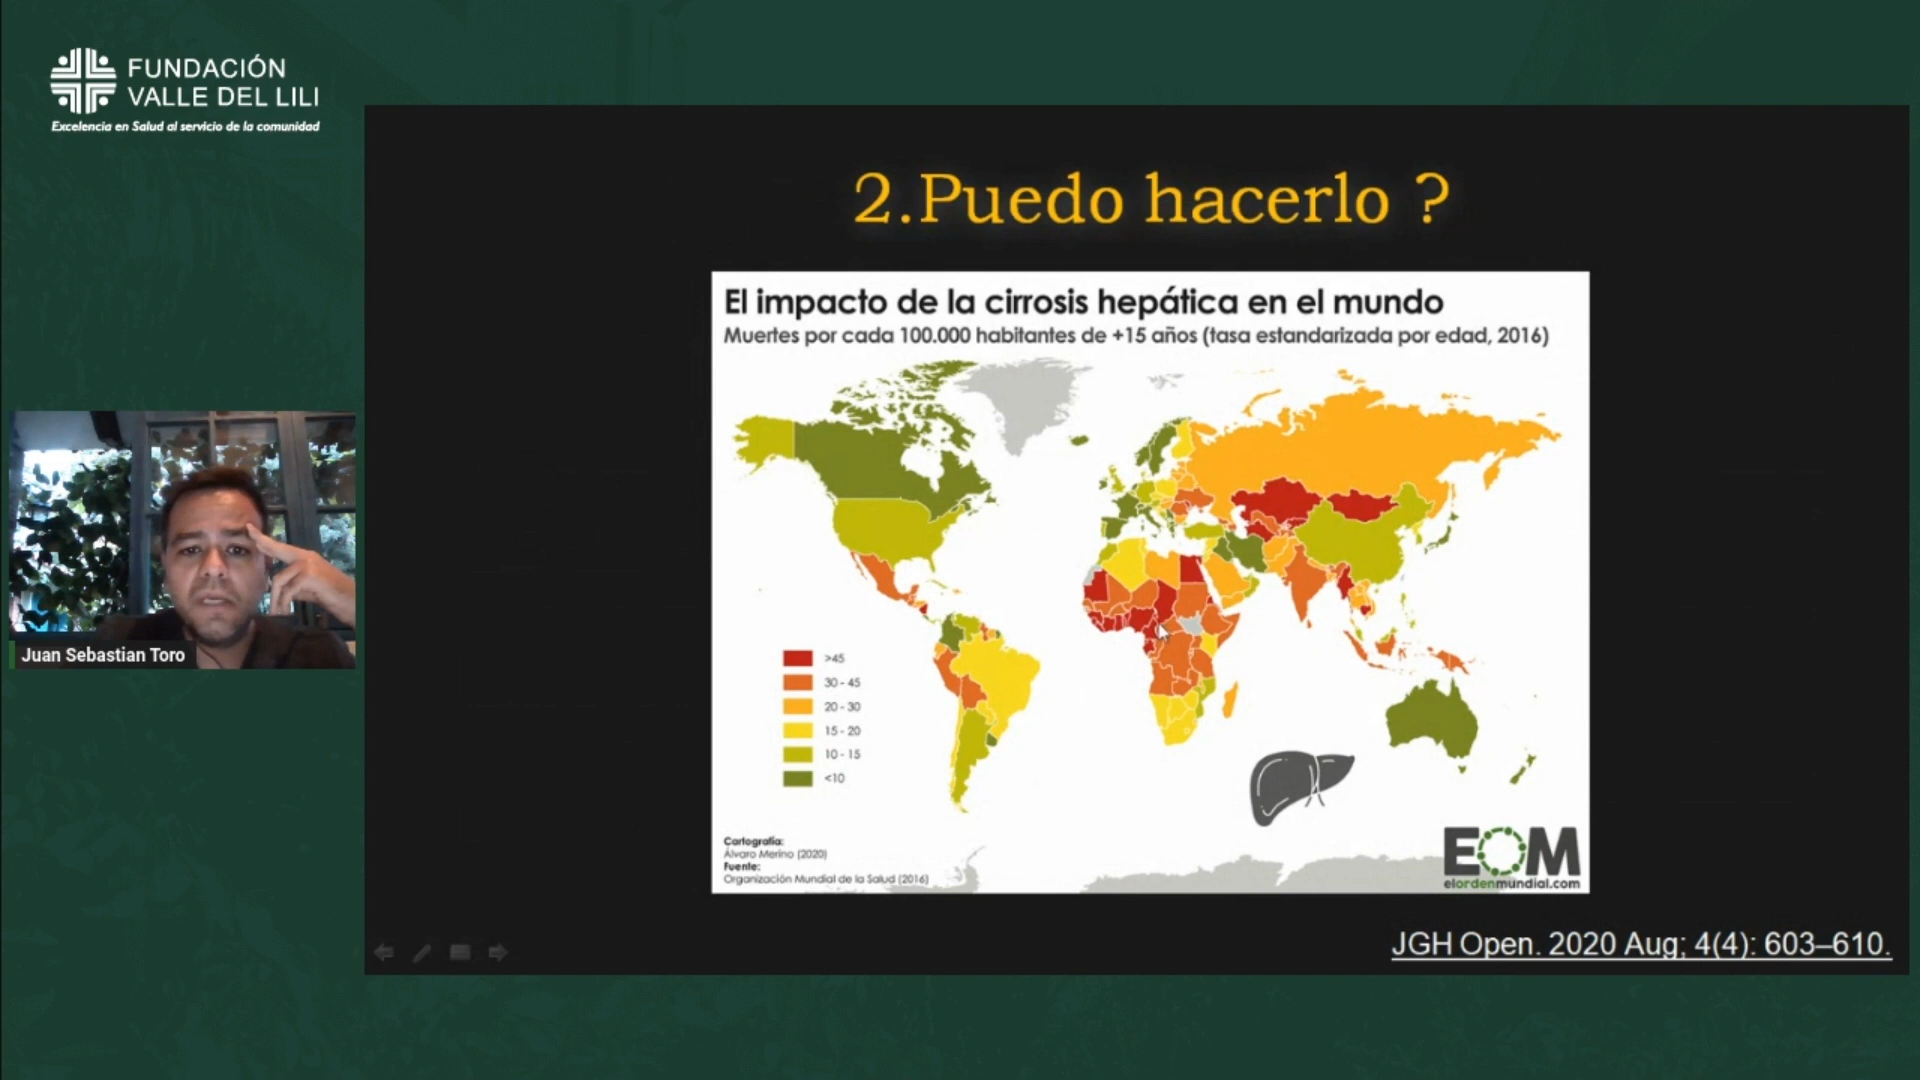 FUNDACIÓN
VALLE DEL LILI
Excelencia en Salud al servicio de la comunidad
2.Puedo hacerlo ?
El impacto de la cirrosis hepática en el mundo
Muertes por cada 100.000 habitantes de +15 años (tasa estandarizada por edad, 2016)
Juan Sebastian Toro
>45
30 - 45
20 - 30
15 - 20
10 - 15
<10
Cartografía:
Álvaro Merino (2020)
Fuente:
Organización Mundial de la Salud (2016)
EOM
elordenmundial.com
JGH Open. 2020 Aug; 4(4): 603–610.